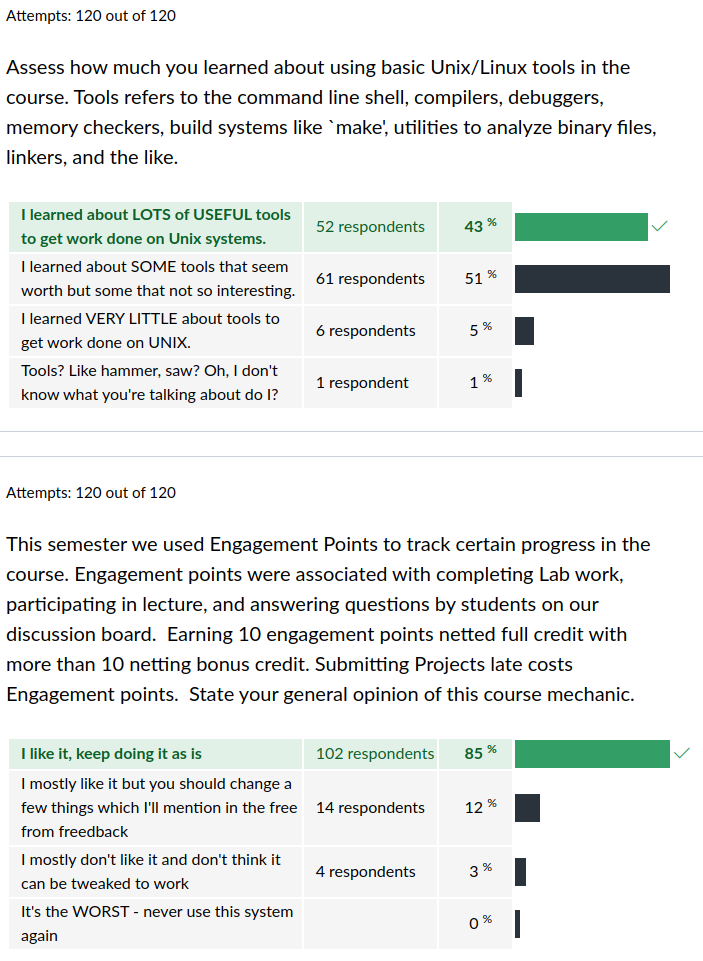 Attempts: 120 out of 120
Assess how much you learned about using basic Unix/Linux tools in the
course. Tools refers to the command line shell, compilers, debuggers,
memory checkers, build systems like `make', utilities to analyze binary files,
linkers, and the like.
I learned about LOTS of USEFUL tools
to get work done on Unix systems.
52 respondents
43 %
I learned about SOME tools that seem
worth but some that not so interesting.
61 respondents
51 %
I learned VERY LITTLE about tools to
get work done on UNIX.
6 respondents
5 %
Tools? Like hammer, saw? Oh, I don't
know what you're talking about do I?
1 respondent
1 %
Attempts: 120 out of 120
This semester we used Engagement Points to track certain progress in the
course. Engagement points were associated with completing Lab work,
participating in lecture, and answering questions by students on our
discussion board.  Earning 10 engagement points netted full credit with
more than 10 netting bonus credit. Submitting Projects late costs
Engagement points.  State your general opinion of this course mechanic.
I like it, keep doing it as is
102 respondents
85 %
I mostly like it but you should change a
few things which I'll mention in the free
from freedback
14 respondents
12 %
I mostly don't like it and don't think it
can be tweaked to work
4 respondents
3 %
It's the WORST - never use this system
again
0 %